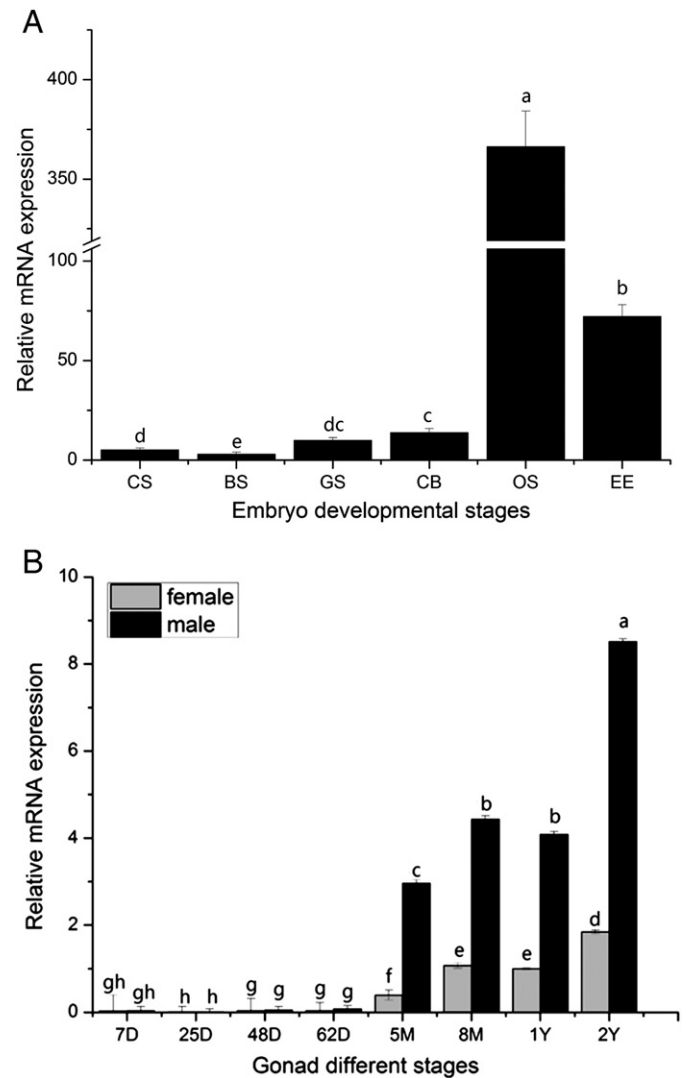 A
Relative mRNA expression
400
350
100
50
0
a
b
d
e
dc
c
CS BS GS CB OS EE
Embryo developmental stages
B
Relative mRNA expression
10
8
6
4
2
0
female
male
a
b
b
c
d
e
e
f
gh gh h h g g g g
7D 25D 48D 62D 5M 8M 1Y 2Y
Gonad different stages